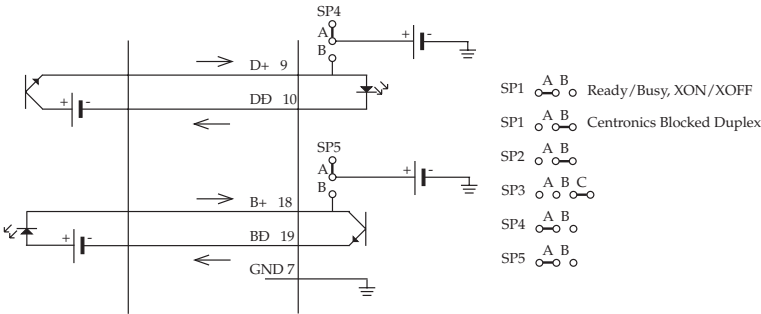 SP4
A
B
+ -
D+ 9
DĐ 10
+ -
SP5
A
B
+ -
B+ 18
BĐ 19
+ -
GND 7
A B
SP1 Ready/Busy, XON/XOFF
A B
SP1 Centronics Blocked Duplex
A B
SP2
A B C
SP3
A B
SP4
A B
SP5